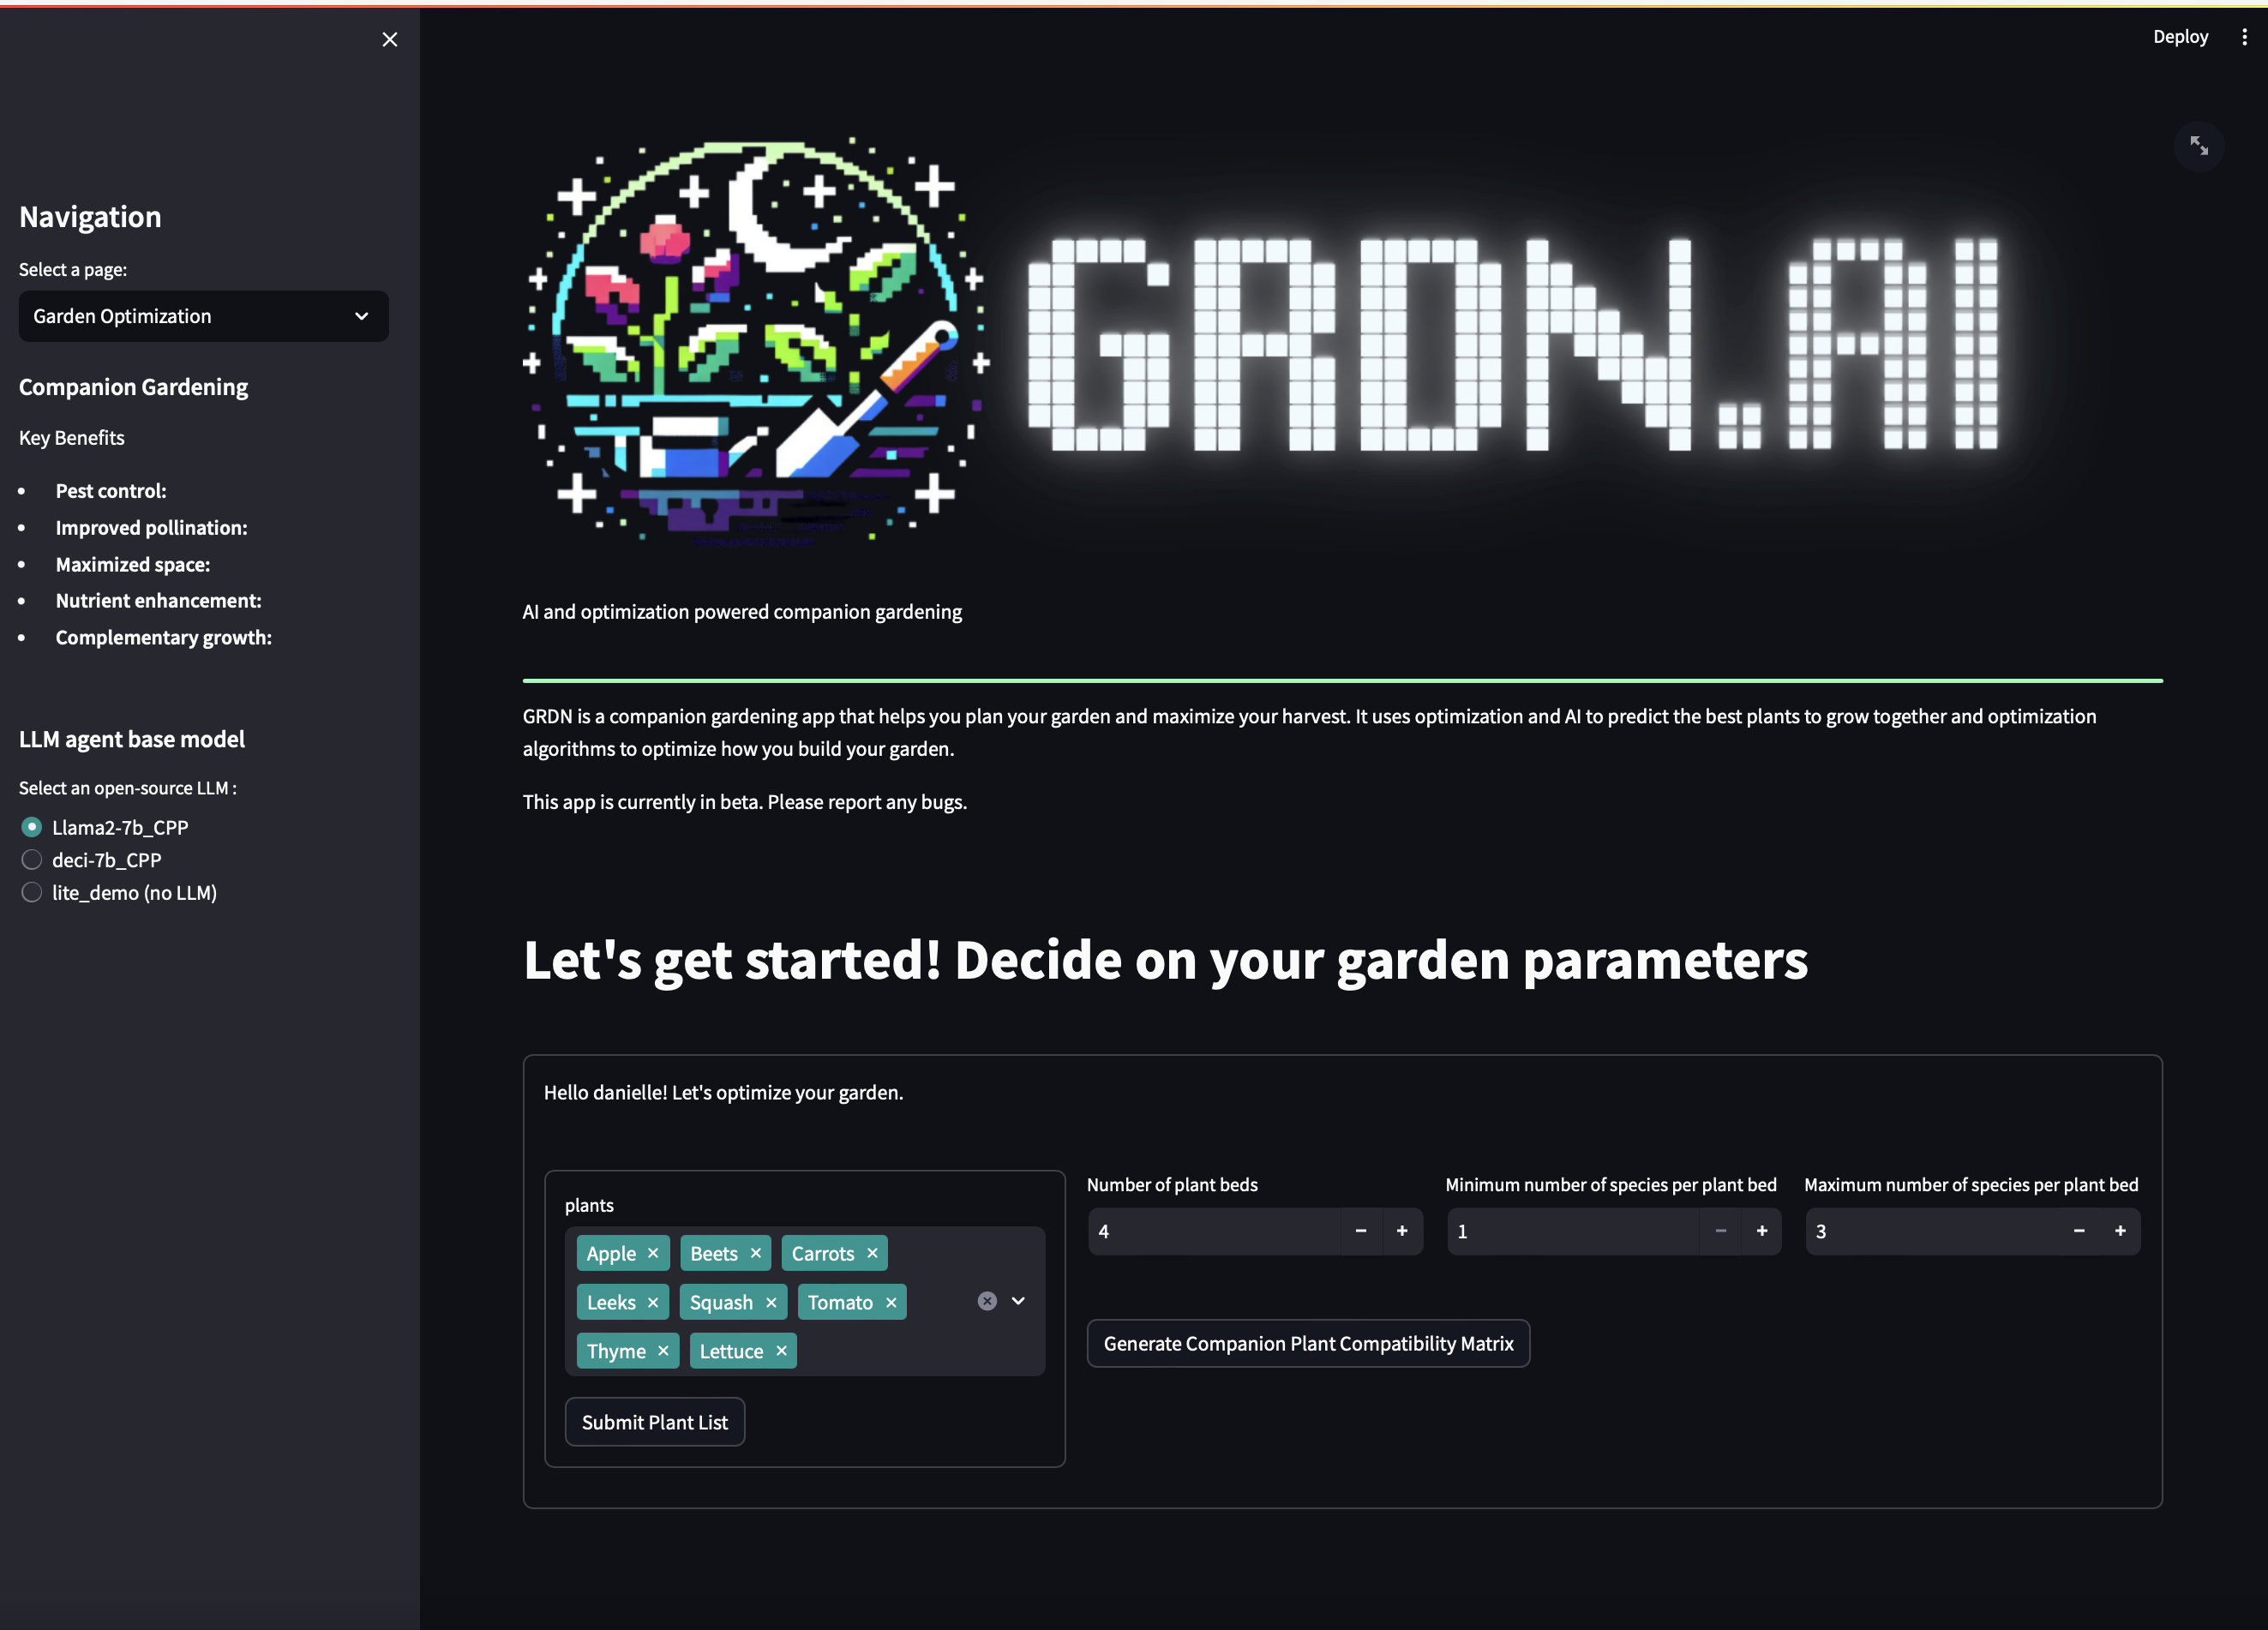 Deploy
Navigation
Select a page:
Garden Optimization
Companion Gardening
Key Benefits
• Pest control:
• Improved pollination:
• Maximized space:
• Nutrient enhancement:
• Complementary growth:
LLM agent base model
Select an open-source LLM :
Llama2-7b_CPP
deci-7b_CPP
lite_demo (no LLM)
GRDN.AI
AI and optimization powered companion gardening
GRDN is a companion gardening app that helps you plan your garden and maximize your harvest. It uses optimization and AI to predict the best plants to grow together and optimization
algorithms to optimize how you build your garden.
This app is currently in beta. Please report any bugs.
Let's get started! Decide on your garden parameters
Hello danielle! Let's optimize your garden.
plants
Apple Beets Carrots
Leeks Squash Tomato
Thyme Lettuce
Submit Plant List
Number of plant beds
4
Minimum number of species per plant bed
1
Maximum number of species per plant bed
3
Generate Companion Plant Compatibility Matrix